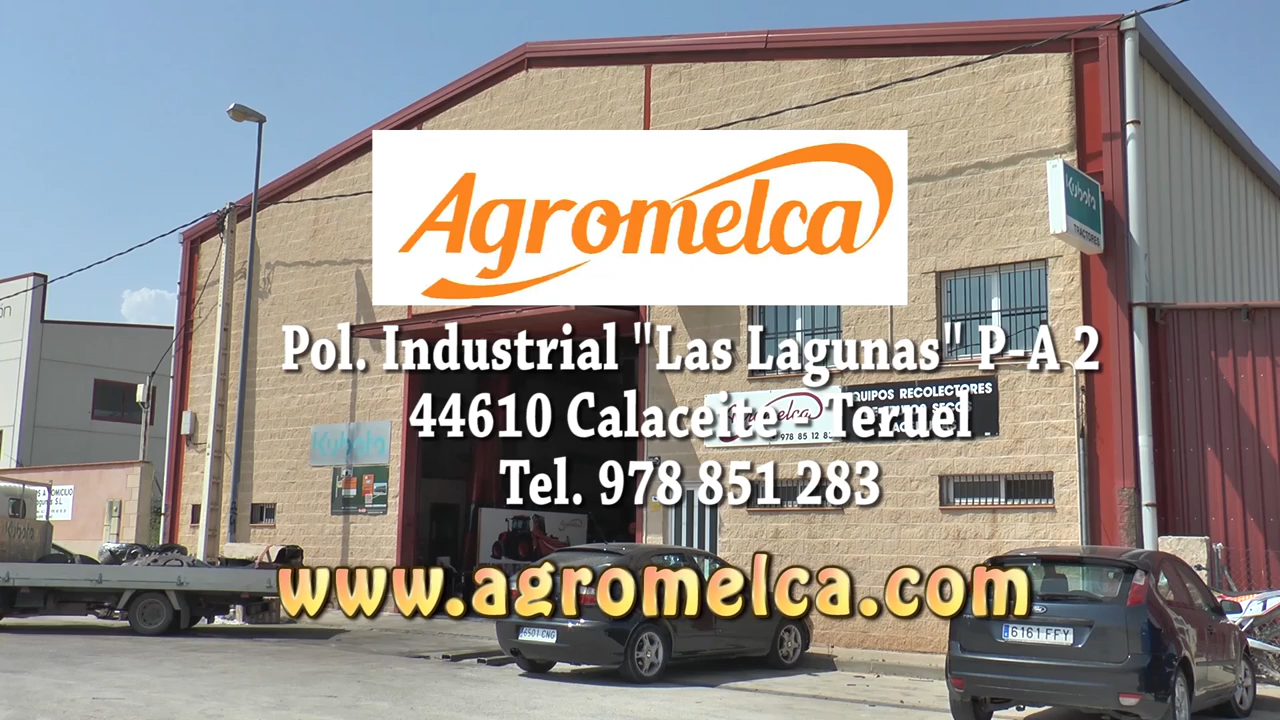 Agromelca
Kubota
TRACTORES
Pol. Industrial "Las Lagunas" P-A 2
44610 Calaceite - Teruel
Tel. 978 851 283
www.agromelca.com
EQUIPOS RECOLECTORES
Kubota
Kubota
6501 CNG
6161 FFY